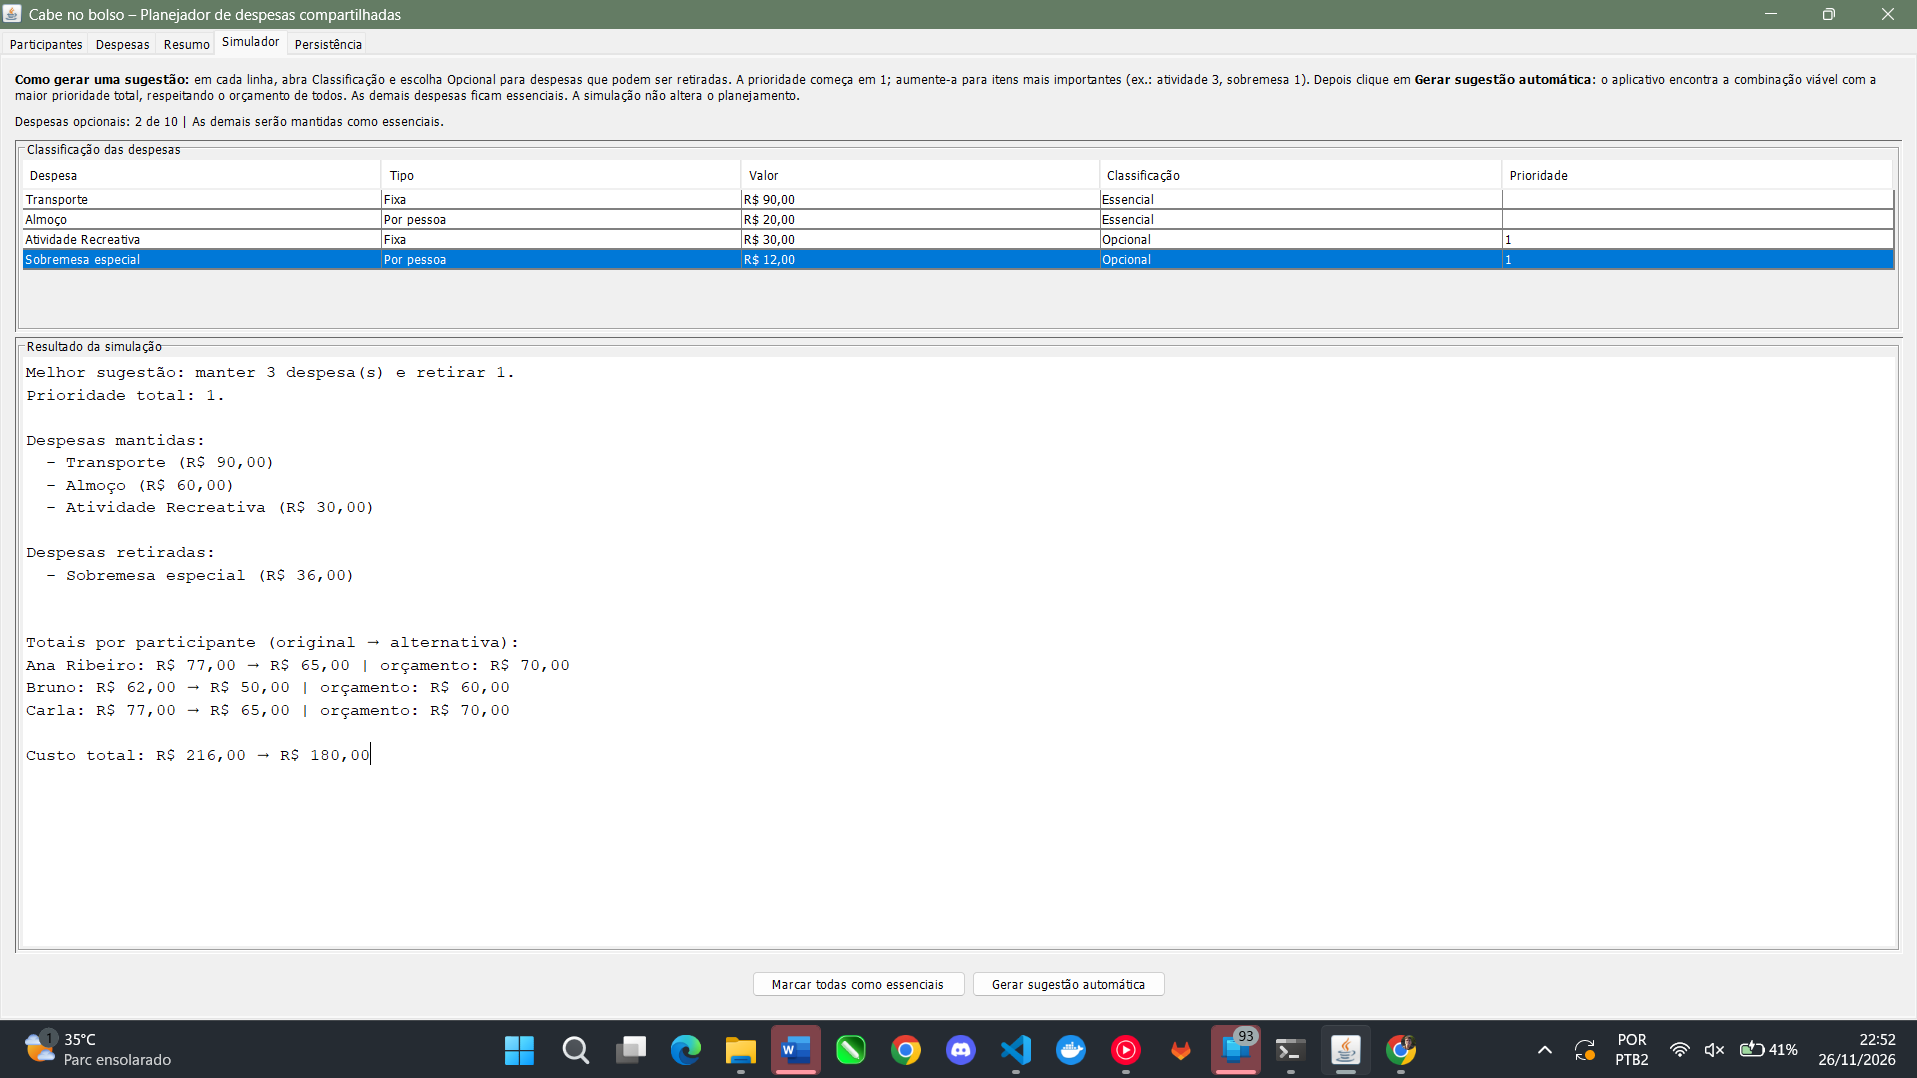 Cabe no bolso – Planejador de despesas compartilhadas
Participantes Despesas Resumo Simulador Persistência
Como gerar uma sugestão: em cada linha, abra Classificação e escolha Opcional para despesas que podem ser retiradas. A prioridade começa em 1; aumente-a para itens mais importantes (ex.: atividade 3, sobremesa 1). Depois clique em Gerar sugestão automática: o aplicativo encontra a combinação viável com a
maior prioridade total, respeitando o orçamento de todos. As demais despesas ficam essenciais. A simulação não altera o planejamento.
Despesas opcionais: 2 de 10 | As demais serão mantidas como essenciais.
Classificação das despesas
Despesa Tipo Valor Classificação Prioridade
Transporte Fixa R$ 90,00 Essencial
Almoço Por pessoa R$ 20,00 Essencial
Atividade Recreativa Fixa R$ 30,00 Opcional 1
Sobremesa especial Por pessoa R$ 12,00 Opcional 1
Resultado da simulação
Melhor sugestão: manter 3 despesa(s) e retirar 1.
Prioridade total: 1.
Despesas mantidas:
– Transporte (R$ 90,00)
– Almoço (R$ 60,00)
– Atividade Recreativa (R$ 30,00)
Despesas retiradas:
– Sobremesa especial (R$ 36,00)
Totais por participante (original → alternativa):
Ana Ribeiro: R$ 77,00 → R$ 65,00 | orçamento: R$ 70,00
Bruno: R$ 62,00 → R$ 50,00 | orçamento: R$ 60,00
Carla: R$ 77,00 → R$ 65,00 | orçamento: R$ 70,00
Custo total: R$ 216,00 → R$ 180,00
Marcar todas como essenciais Gerar sugestão automática
1 35°C
Parc ensolarado
93
POR
PTB2
41%
22:52
26/11/2026